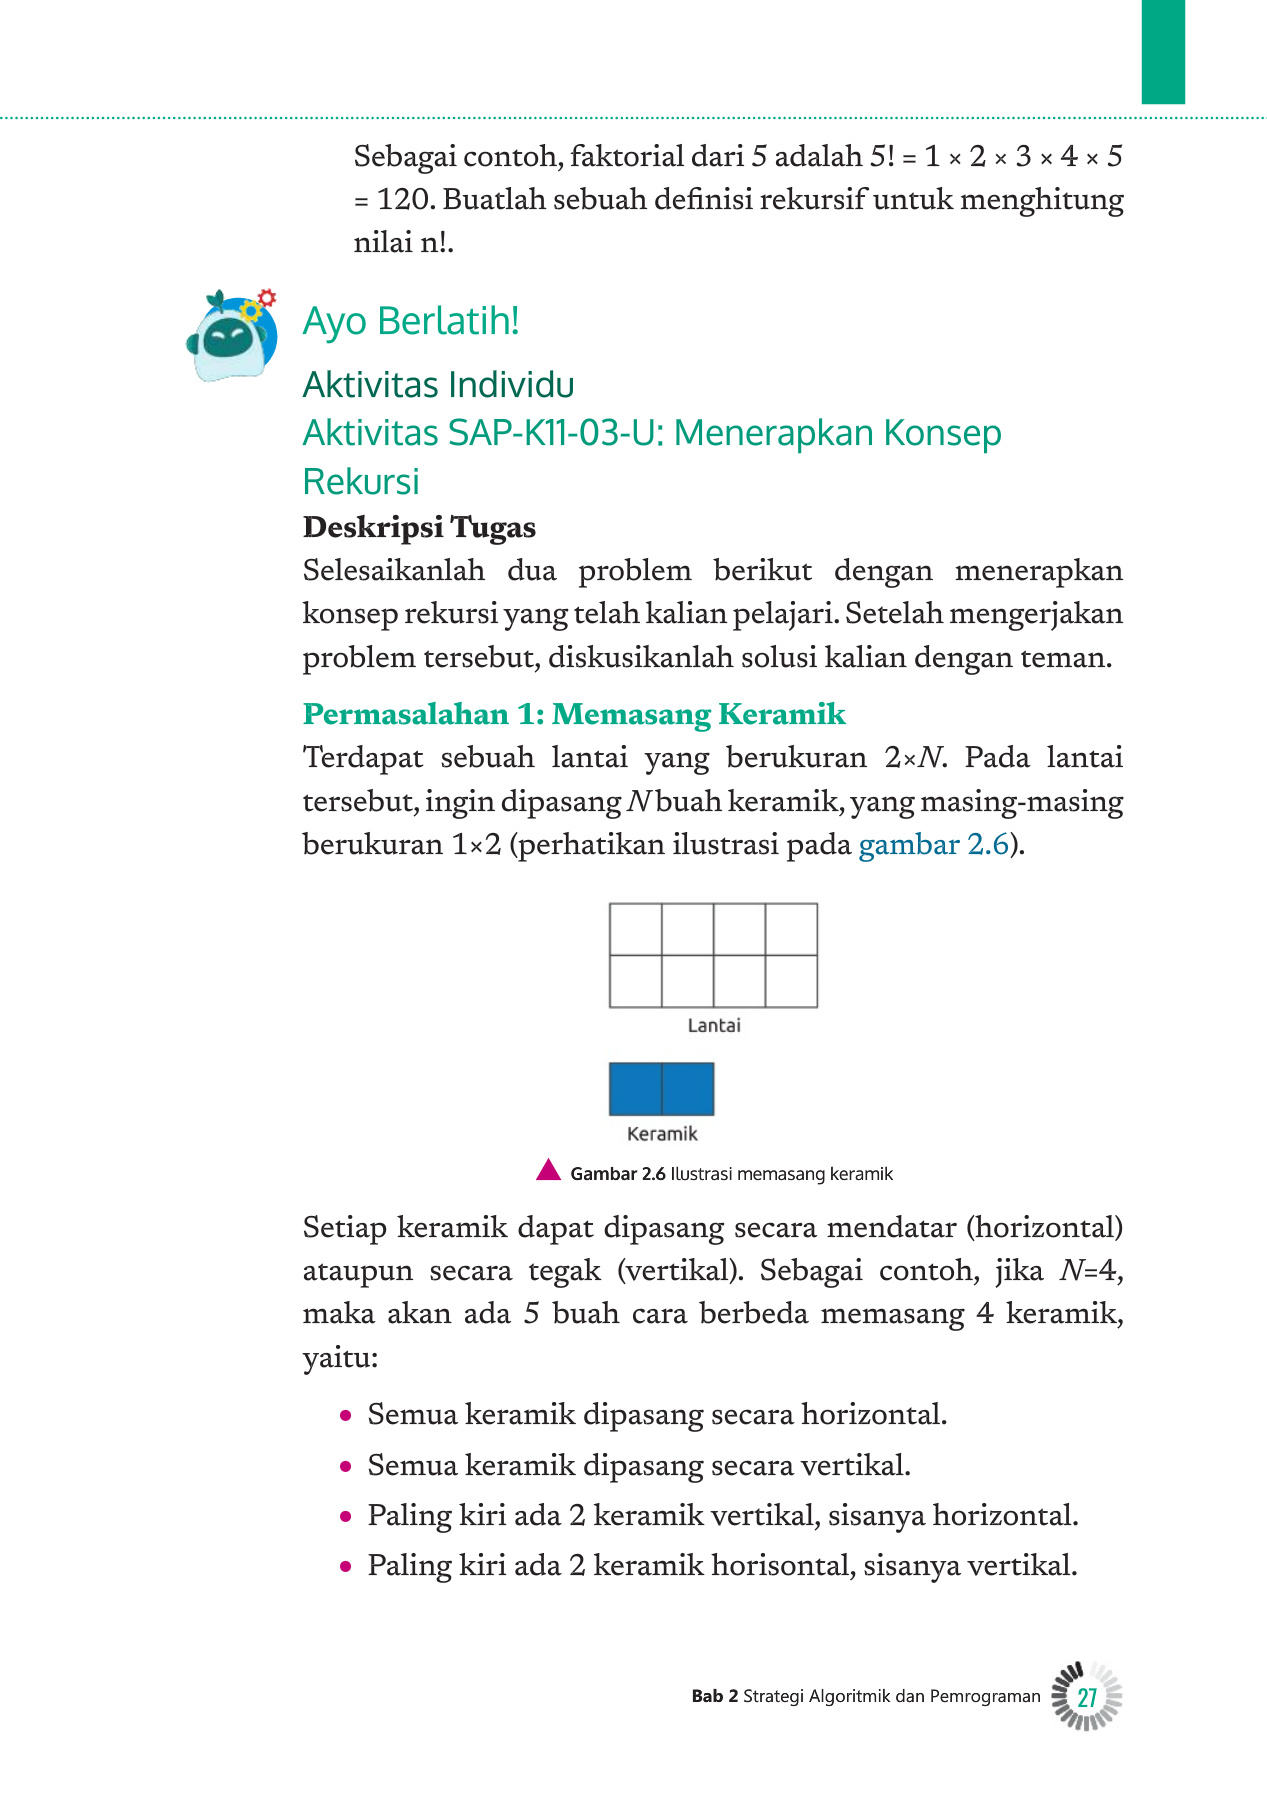 Sebagai contoh, faktorial dari 5 adalah 5! = 1 × 2 × 3 × 4 × 5
= 120. Buatlah sebuah definisi rekursif untuk menghitung
nilai n!.
Ayo Berlatih!
Aktivitas Individu
Aktivitas SAP-K11-03-U: Menerapkan Konsep
Rekursi
Deskripsi Tugas
Selesaikanlah dua problem berikut dengan menerapkan
konsep rekursi yang telah kalian pelajari. Setelah mengerjakan
problem tersebut, diskusikanlah solusi kalian dengan teman.
Permasalahan 1: Memasang Keramik
Terdapat sebuah lantai yang berukuran 2×N. Pada lantai
tersebut, ingin dipasang N buah keramik, yang masing-masing
berukuran 1×2 (perhatikan ilustrasi pada gambar 2.6).
Lantai
Keramik
▲ Gambar 2.6 Ilustrasi memasang keramik
Setiap keramik dapat dipasang secara mendatar (horizontal)
ataupun secara tegak (vertikal). Sebagai contoh, jika N=4,
maka akan ada 5 buah cara berbeda memasang 4 keramik,
yaitu:
• Semua keramik dipasang secara horizontal.
• Semua keramik dipasang secara vertikal.
• Paling kiri ada 2 keramik vertikal, sisanya horizontal.
• Paling kiri ada 2 keramik horisontal, sisanya vertikal.
Bab 2 Strategi Algoritmik dan Pemrograman 27